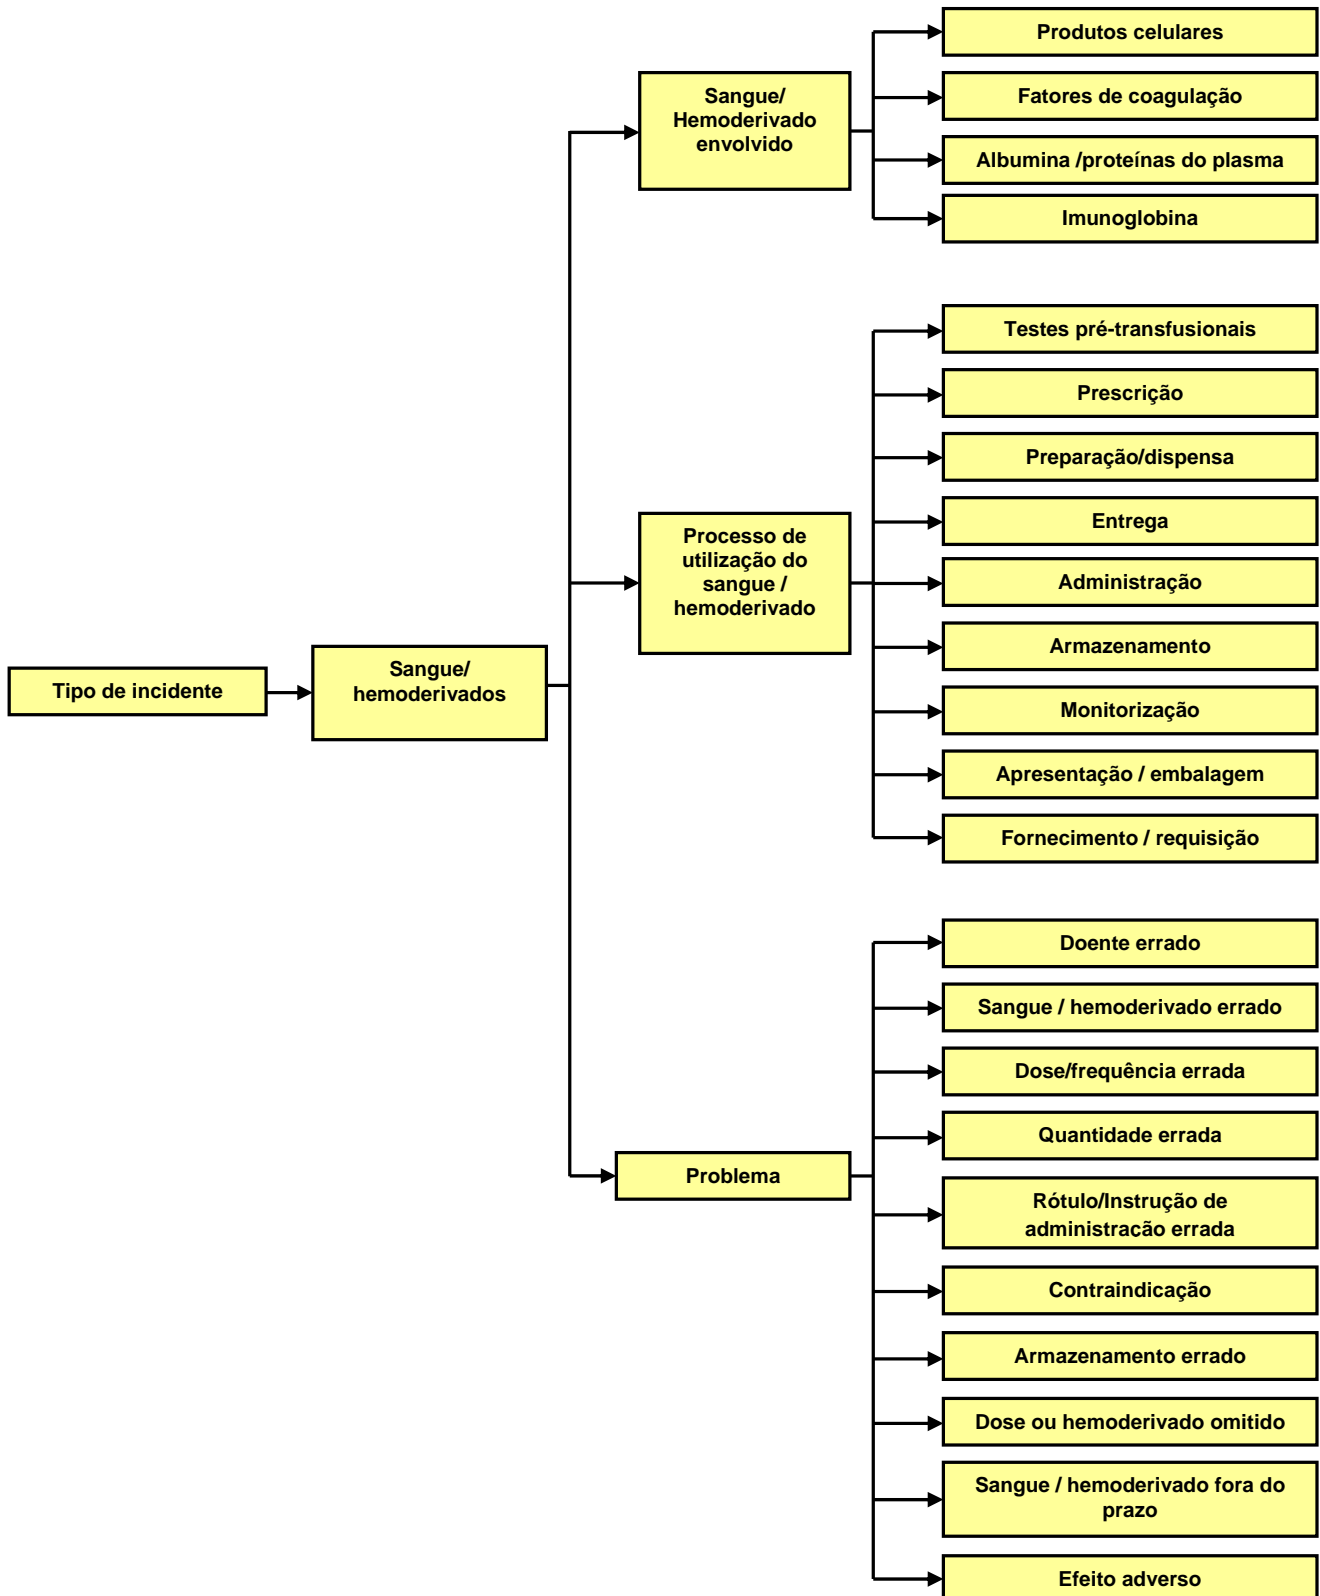 Tipo de incidente
Sangue/
hemoderivados
Sangue/
Hemoderivado
envolvido
Produtos celulares
Fatores de coagulação
Albumina /proteínas do plasma
Imunoglobina
Processo de
utilização do
sangue /
hemoderivado
Testes pré-transfusionais
Prescrição
Preparação/dispensa
Entrega
Administração
Armazenamento
Monitorização
Apresentação / embalagem
Fornecimento / requisição
Problema
Doente errado
Sangue / hemoderivado errado
Dose/frequência errada
Quantidade errada
Rótulo/Instrução de
administração errada
Contraindicação
Armazenamento errado
Dose ou hemoderivado omitido
Sangue / hemoderivado fora do
prazo
Efeito adverso